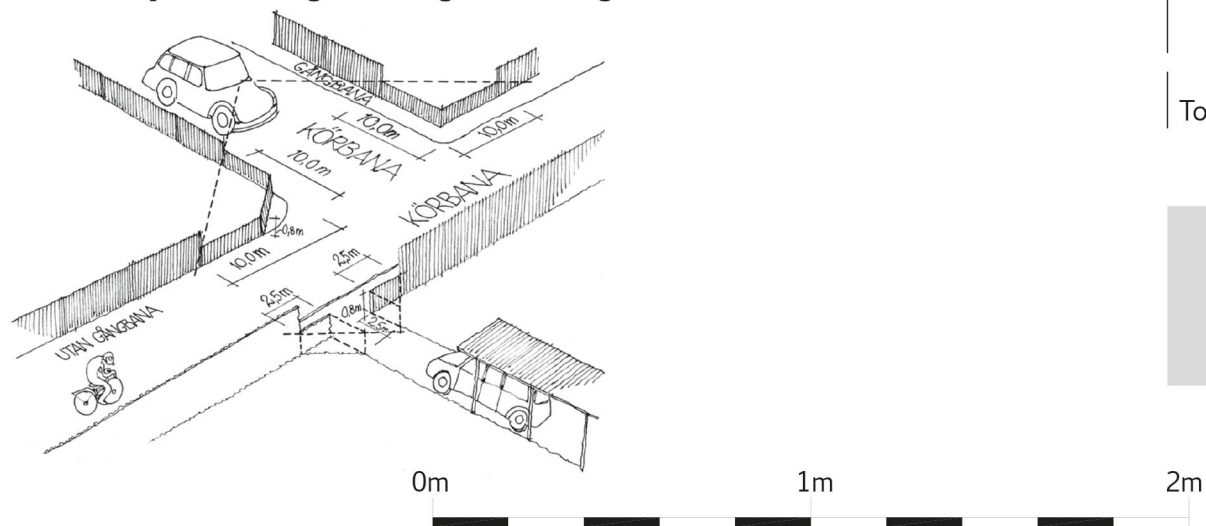 GÅNGBANA
10,0m
10,0m
KÖRBANA
10,0m
KÖRBANA
0,8m
10,0m
2,5m
2,5m
0,8m
2,5m
UTAN GÅNGBANA
To
0m
1m
2m